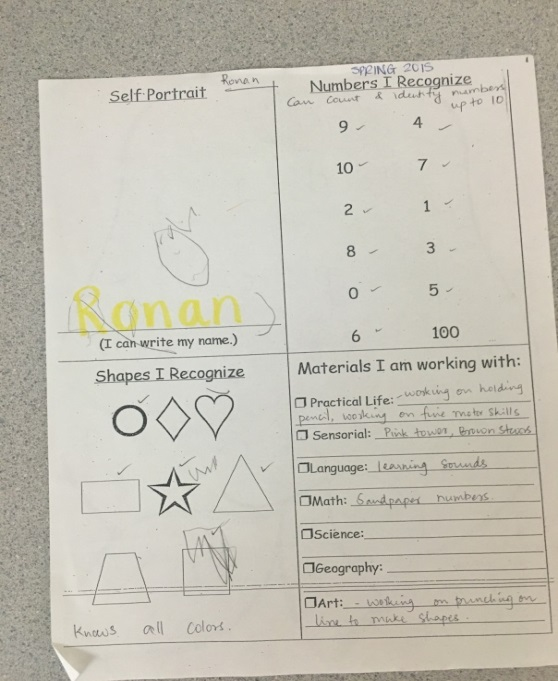 Ronan
Self Portrait
Ronan
(I can write my name.)
SPRING 2015
Numbers I Recognize
Can count & identify numbers
up to 10
9 4
10 7
2 1
8 3
0 5
6 100
Shapes I Recognize
Knows all colors.
Materials I am working with:
Practical Life: - working on holding
pencil, working on fine motor skills
Sensorial: Pink tower, Brown Stairs
Language: learning Sounds
Math: Sandpaper numbers.
Science:
Geography:
Art: - working on punching on
line to make shapes.